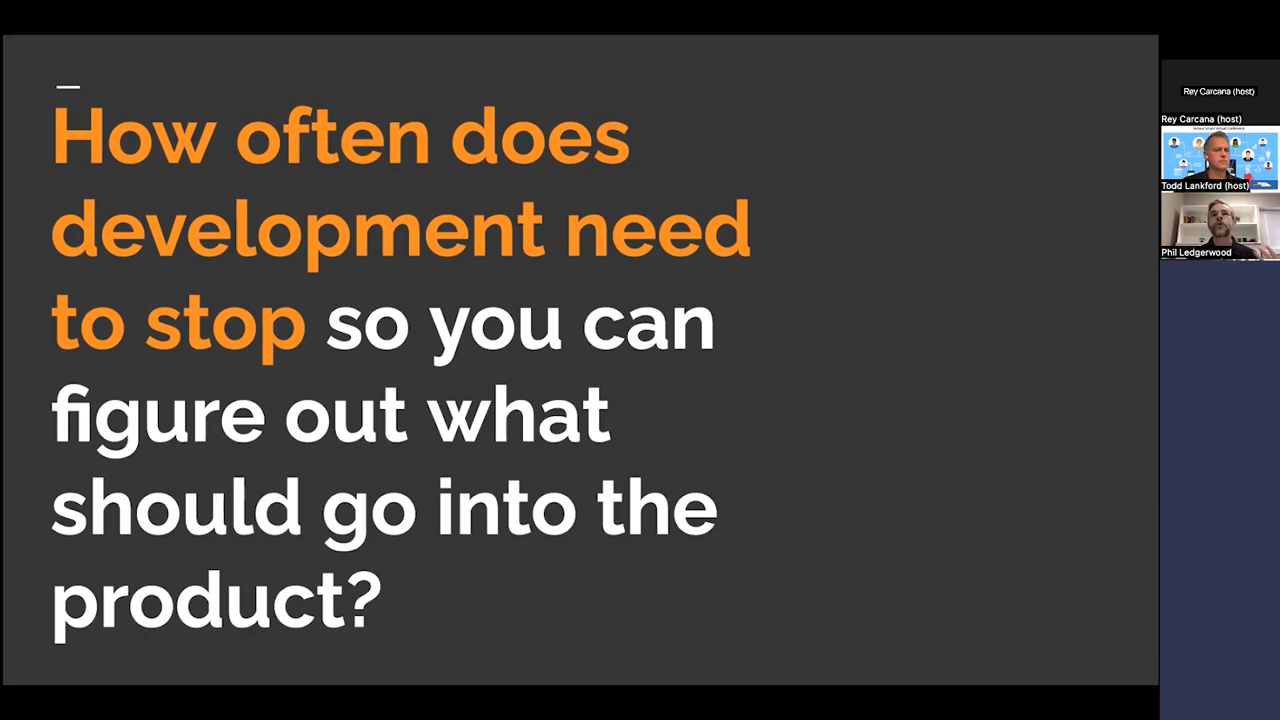 How often does
development need
to stop so you can
figure out what
should go into the
product?
Rey Carcana (host)
Rey Carcana (host)
Todd Lankford (host)
Phil Ledgerwood